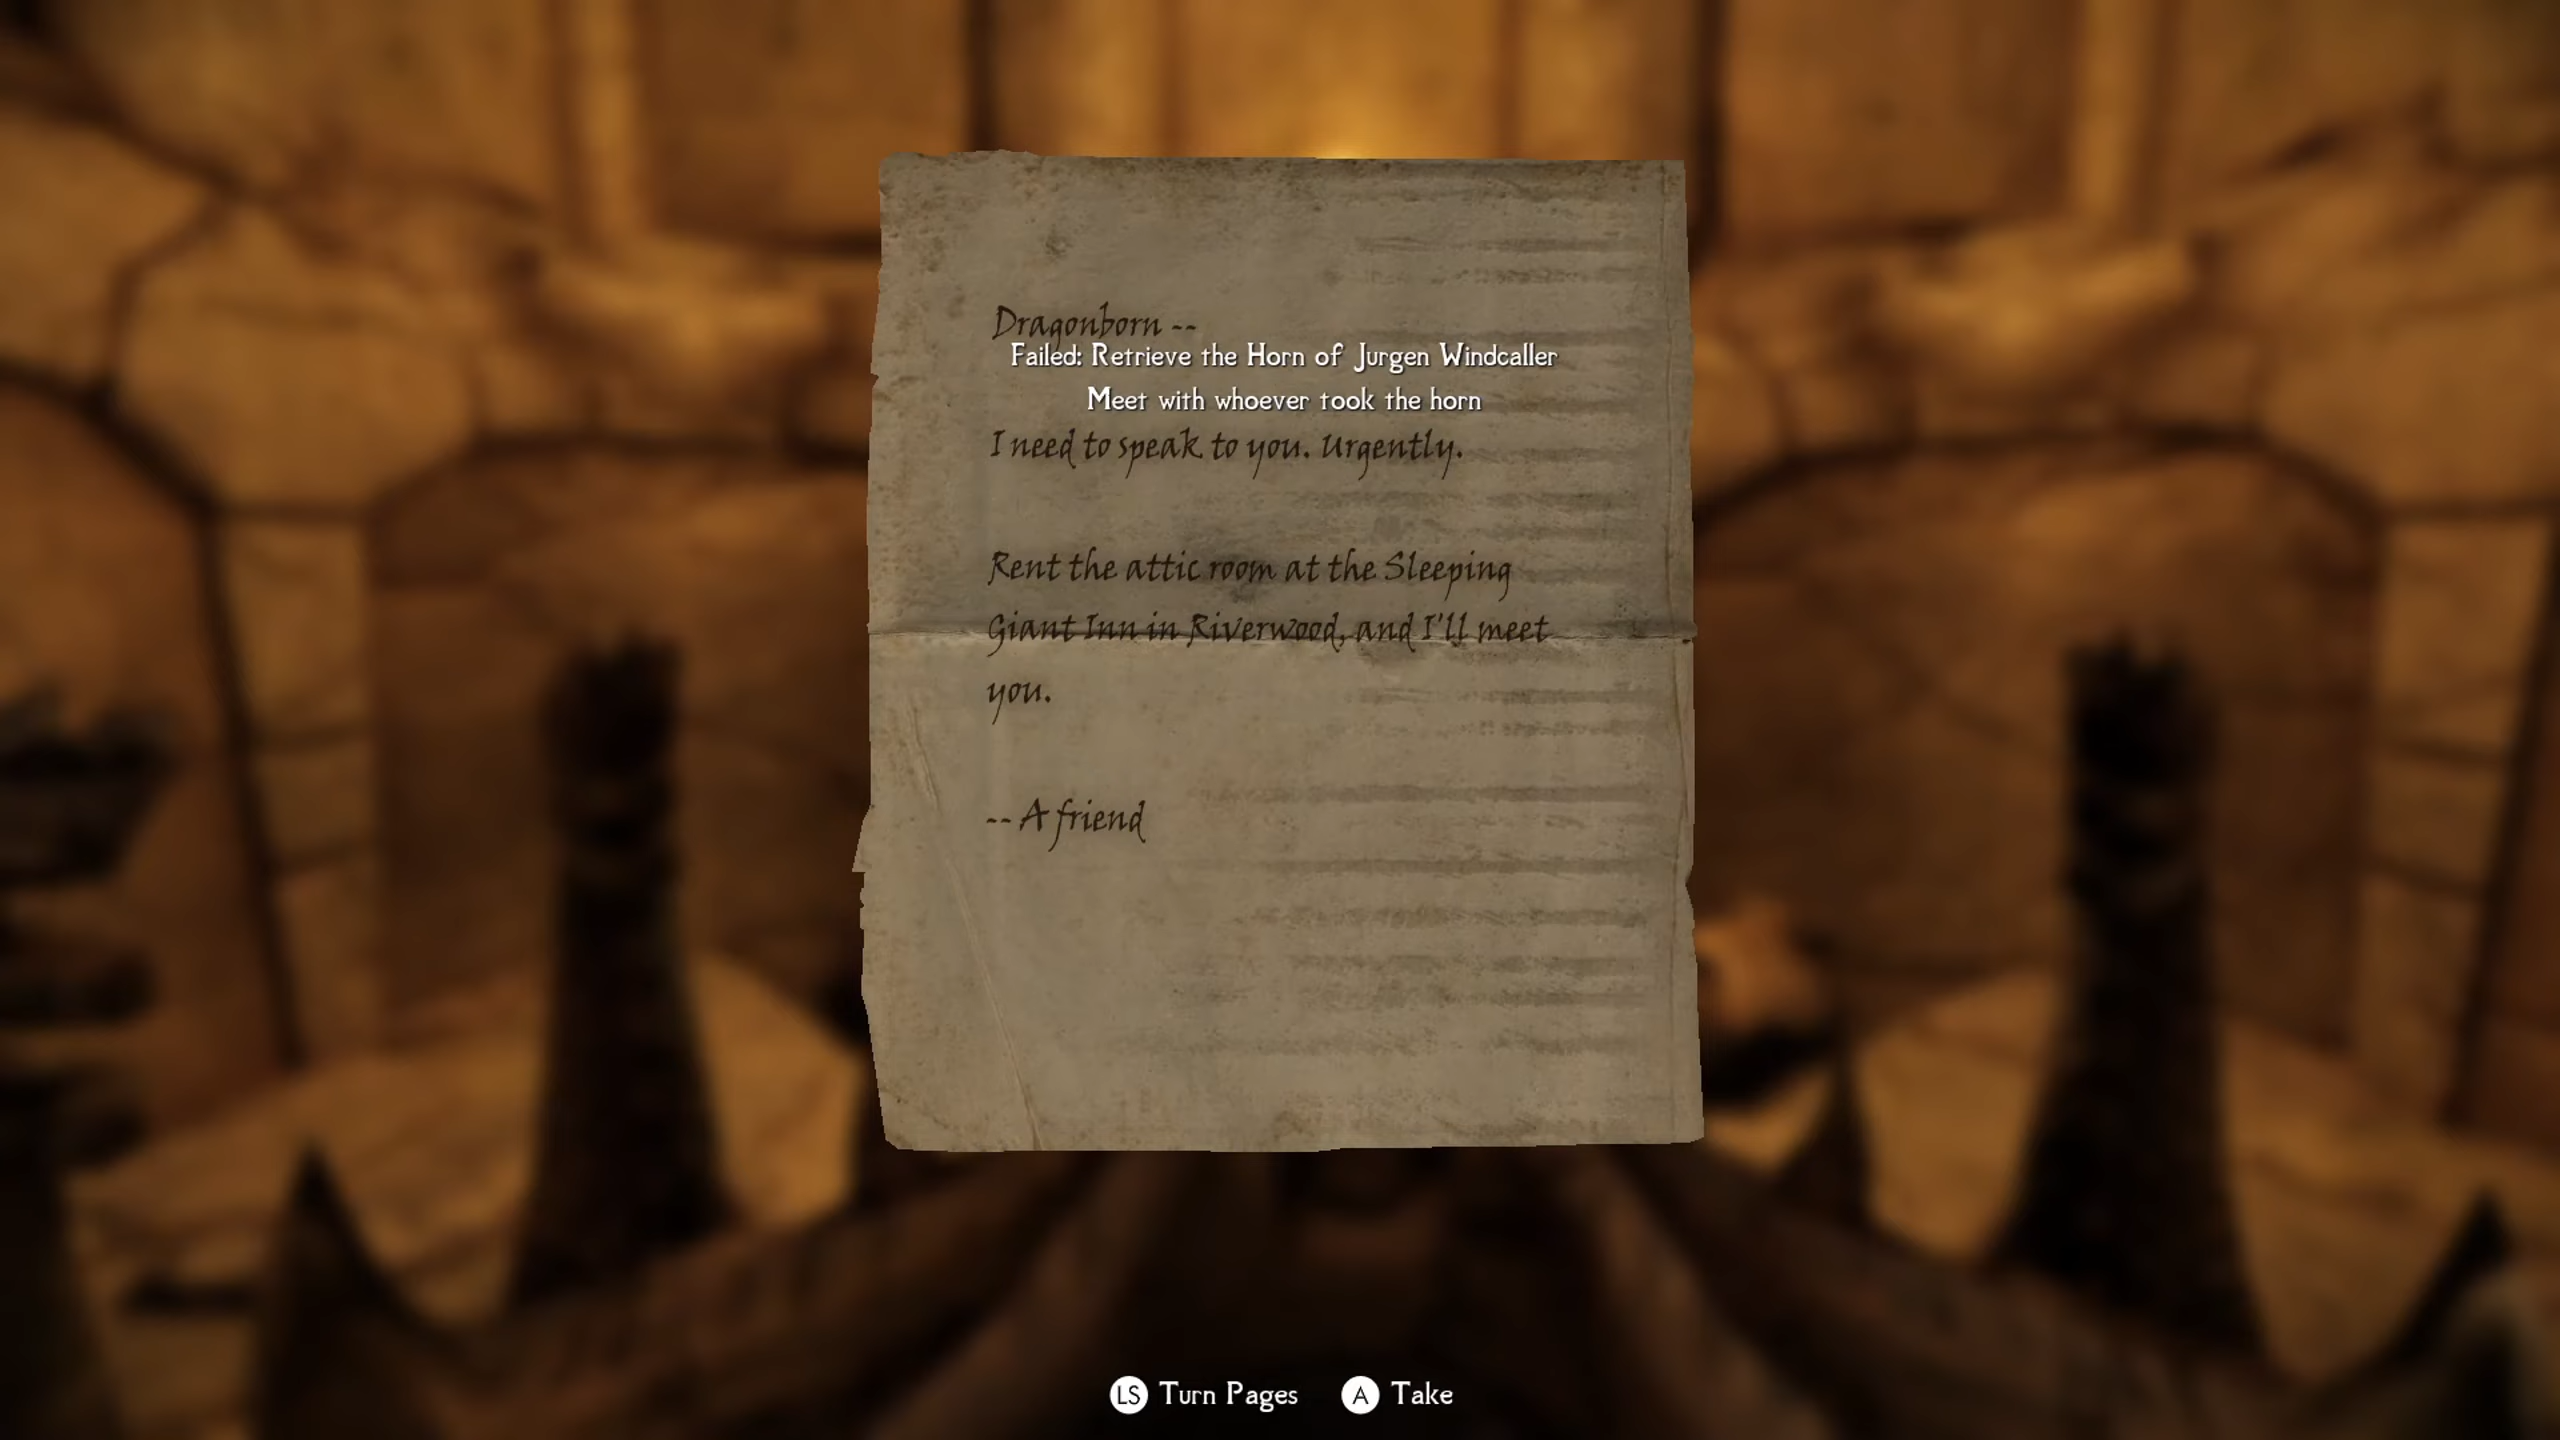 Dragonborn --
Failed: Retrieve the Horn of Jurgen Windcaller
Meet with whoever took the horn
I need to speak to you. Urgently.
Rent the attic room at the Sleeping
Giant Inn in Riverwood, and I'll meet
you.
-- A friend
LS Turn Pages A Take